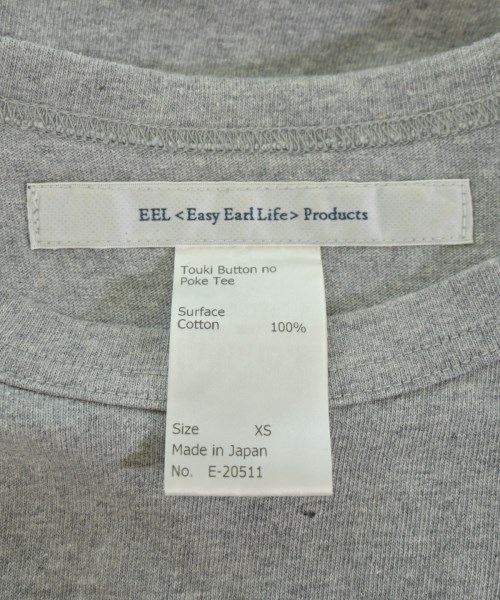 EEL <Easy Earl Life> Products
Touki Button no
Poke Tee
Surface
Cotton 100%
Size XS
Made in Japan
No. E-20511